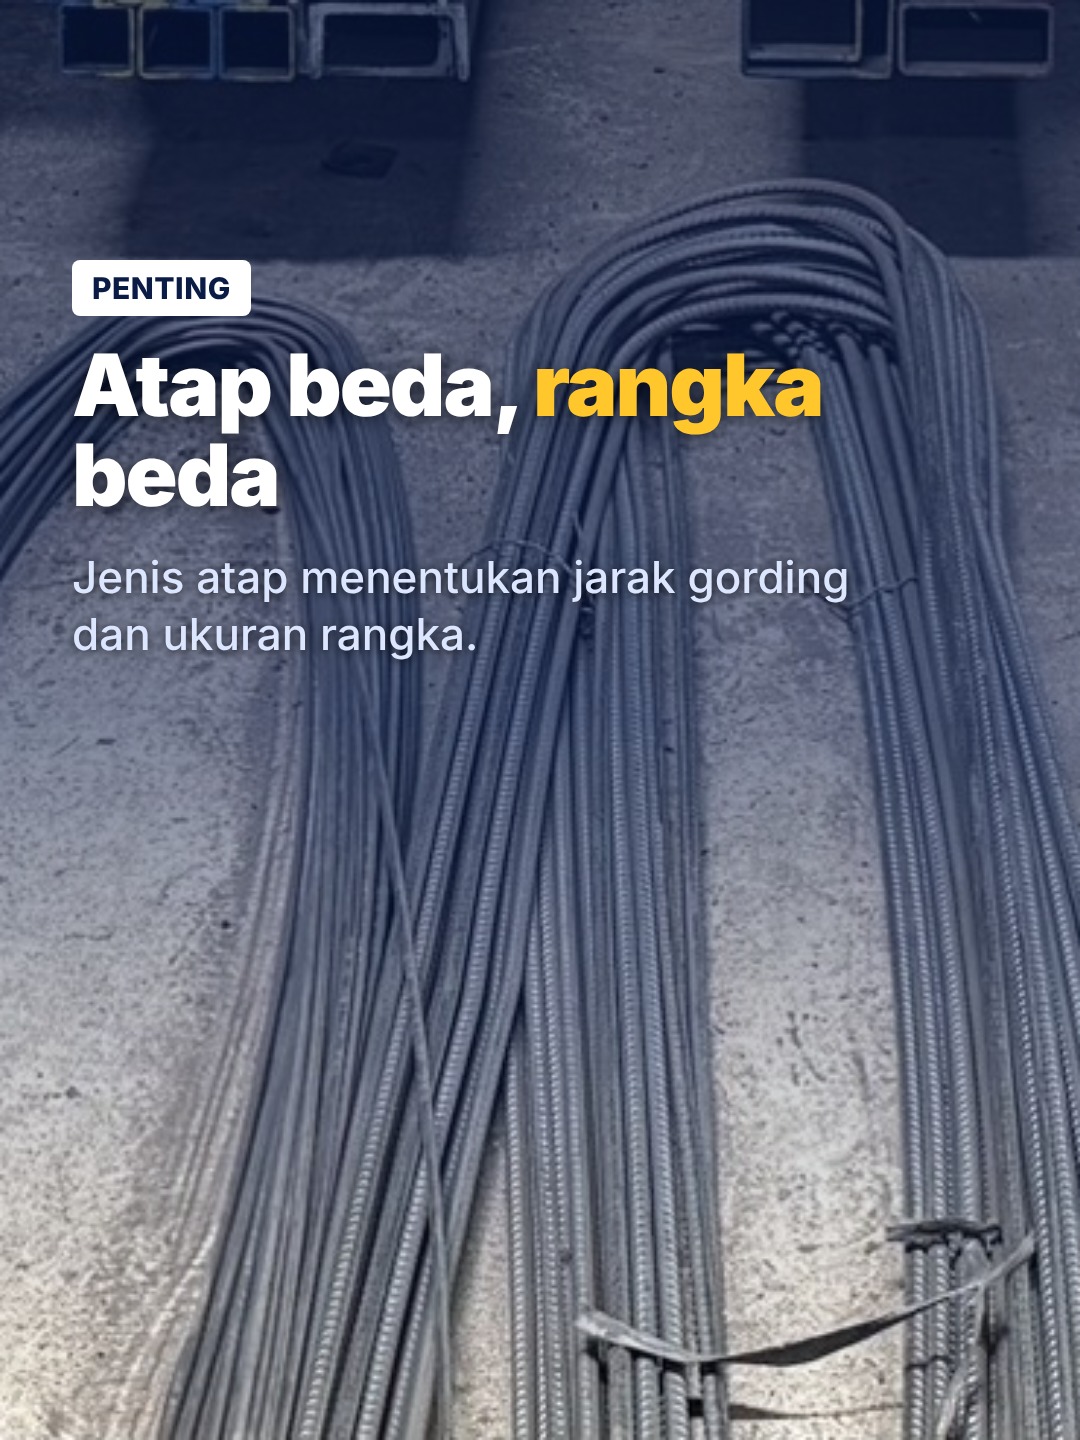 PENTING
Atap beda, rangka
beda
Jenis atap menentukan jarak gording
dan ukuran rangka.